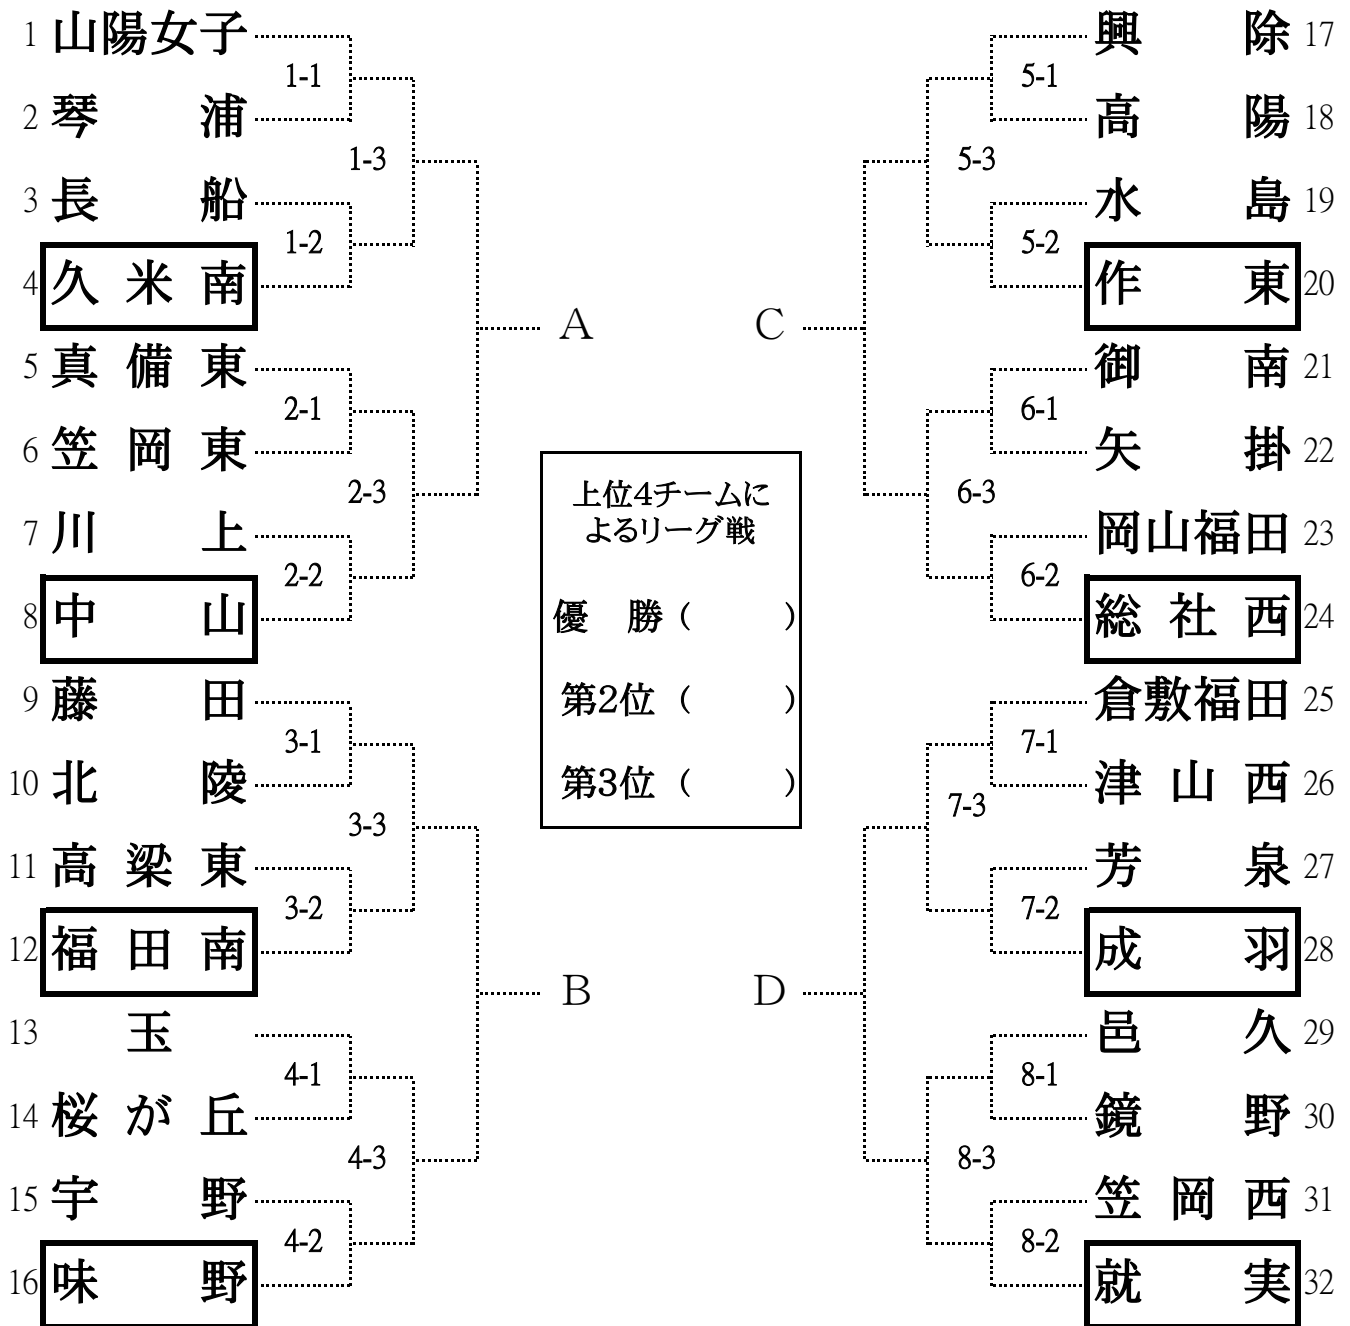 1 山陽女子
1-1
2 琴浦
1-3
3 長船
1-2
4 久米南
A
5 真備東
2-1
6 笠岡東
2-3
7 川上
2-2
8 中山
9 藤田
3-1
10 北陵
3-3
11 高梁東
3-2
12 福田南
B
13 玉
4-1
14 桜が丘
4-3
15 宇野
4-2
16 味野
上位4チームに
よるリーグ戦
優勝( )
第2位( )
第3位( )
興除 17
5-1
高陽 18
5-3
水島 19
5-2
作東 20
C
御南 21
6-1
矢掛 22
6-3
岡山福田 23
6-2
総社西 24
倉敷福田 25
7-1
津山西 26
7-3
芳泉 27
7-2
成羽 28
D
邑久 29
8-1
鏡野 30
8-3
笠岡西 31
8-2
就実 32